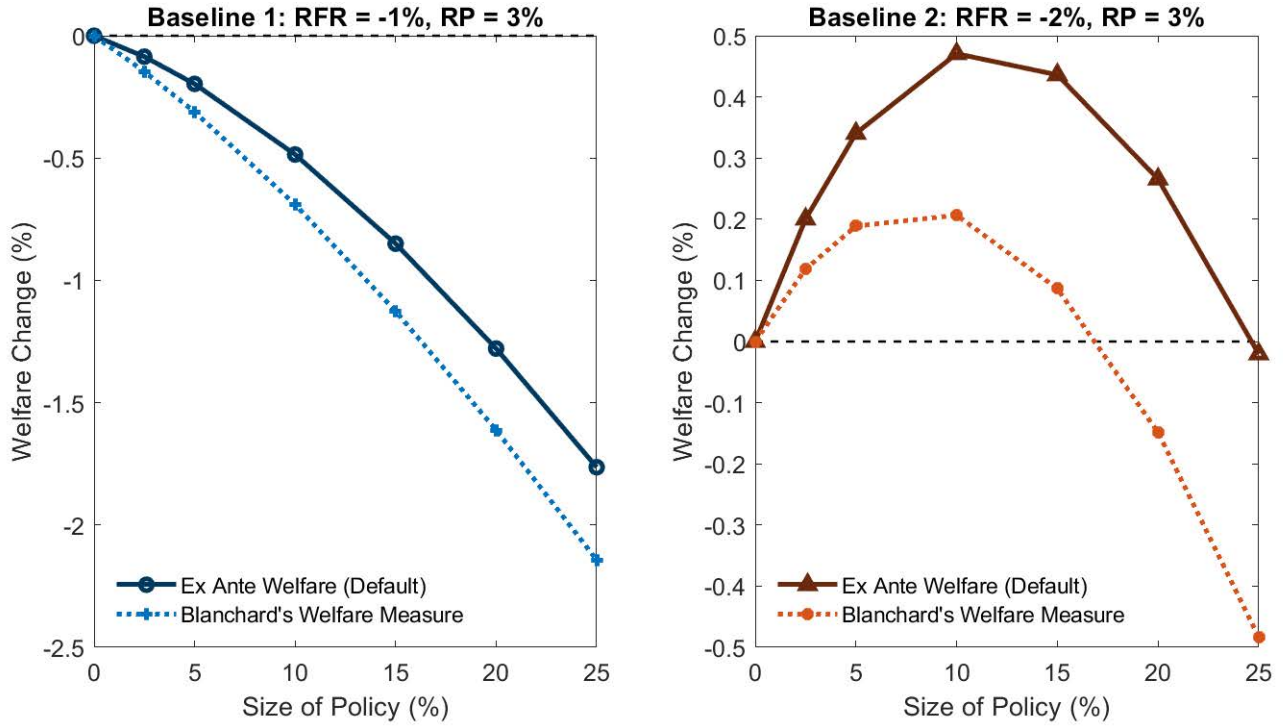 Baseline 1: RFR = -1%, RP = 3%
0
-0.5
-1
-1.5
-2
-2.5
Welfare Change (%)
Ex Ante Welfare (Default)
Blanchard's Welfare Measure
0 5 10 15 20 25
Size of Policy (%)
Baseline 2: RFR = -2%, RP = 3%
0.5
0.4
0.3
0.2
0.1
0
-0.1
-0.2
-0.3
-0.4
-0.5
Welfare Change (%)
Ex Ante Welfare (Default)
Blanchard's Welfare Measure
0 5 10 15 20 25
Size of Policy (%)